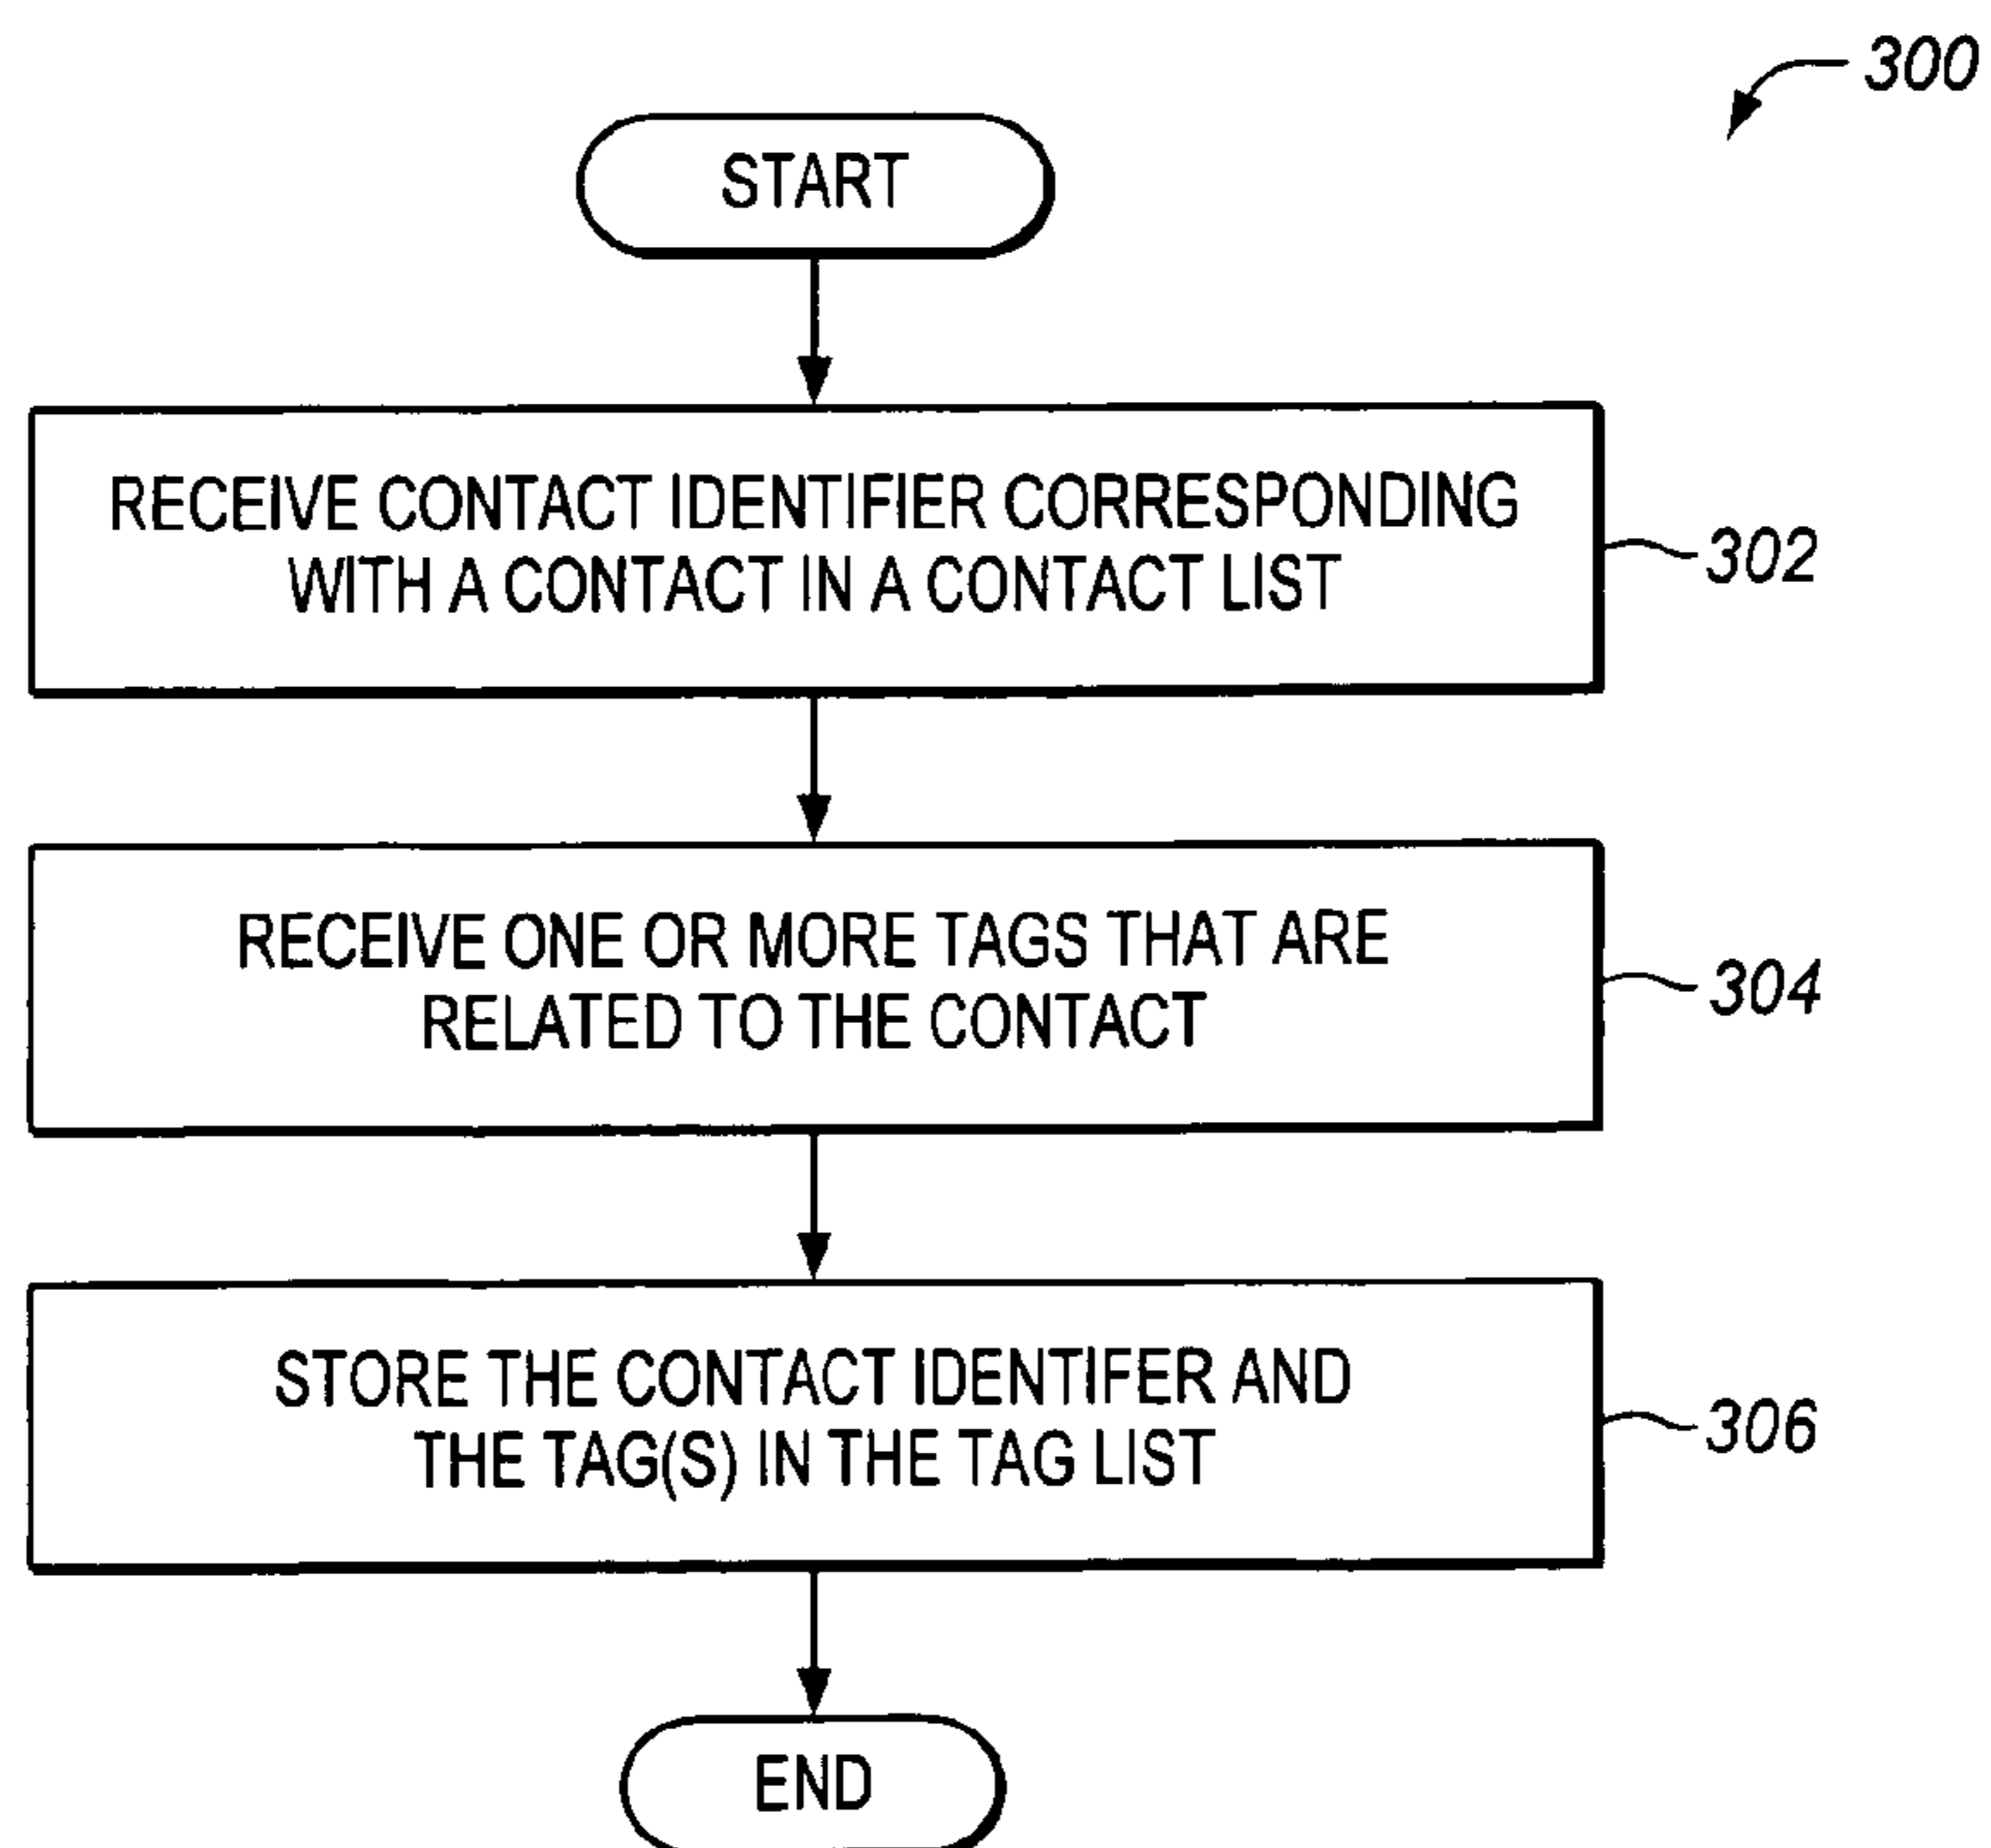 300
START
RECEIVE CONTACT IDENTIFIER CORRESPONDING
WITH A CONTACT IN A CONTACT LIST
302
RECEIVE ONE OR MORE TAGS THAT ARE
RELATED TO THE CONTACT
304
STORE THE CONTACT IDENTIFER AND
THE TAG(S) IN THE TAG LIST
306
END